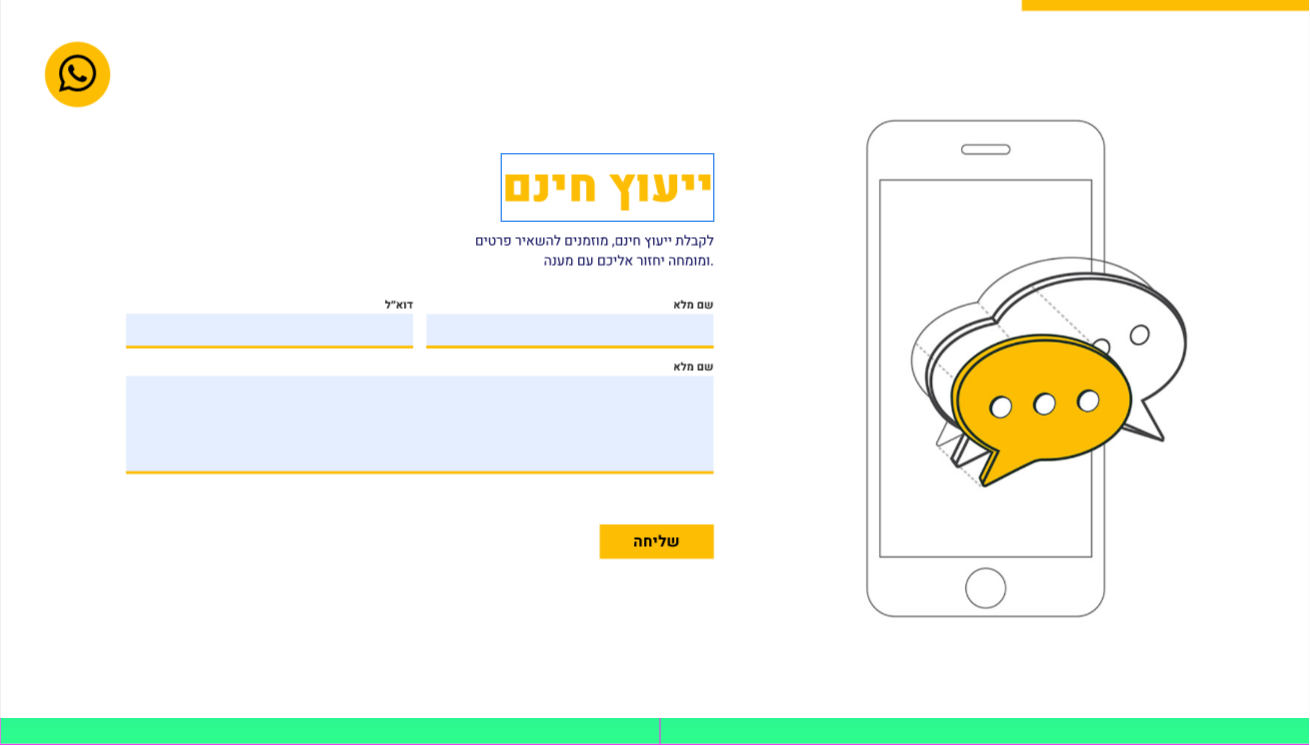 ייעוץ חינם
לקבלת ייעוץ חינם, מוזמנים להשאיר פרטים
ומומחה יחזור אליכם עם מענה.
שם מלא
דוא״ל
שם מלא
שליחה